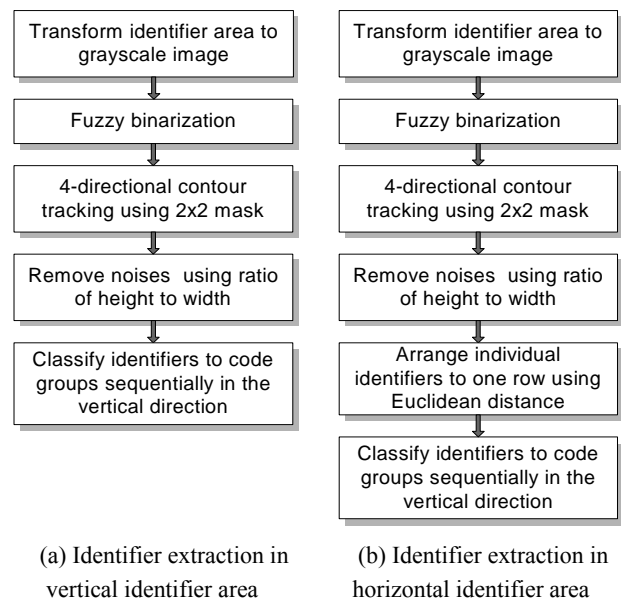 Transform identifier area to
grayscale image
Fuzzy binarization
4-directional contour
tracking using 2x2 mask
Remove noises using ratio
of height to width
Classify identifiers to code
groups sequentially in the
vertical direction
(a) Identifier extraction in
vertical identifier area
Transform identifier area to
grayscale image
Fuzzy binarization
4-directional contour
tracking using 2x2 mask
Remove noises using ratio
of height to width
Arrange individual
identifiers to one row using
Euclidean distance
Classify identifiers to code
groups sequentially in the
vertical direction
(b) Identifier extraction in
horizontal identifier area